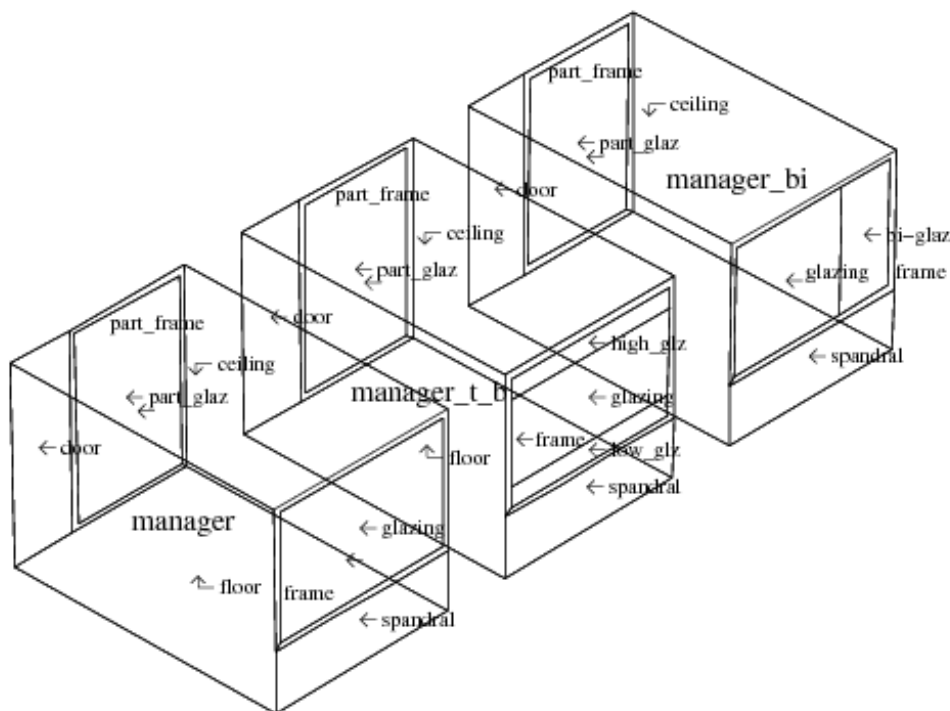 part_frame
ceiling
part_glaz
manager_bi
door
bi-glaz
glazing
frame
spandral
part_frame
ceiling
part_glaz
door
high_glz
manager_t_b
glazing
frame
low_glz
spandral
part_frame
ceiling
part_glaz
door
floor
manager
glazing
floor
frame
spandral